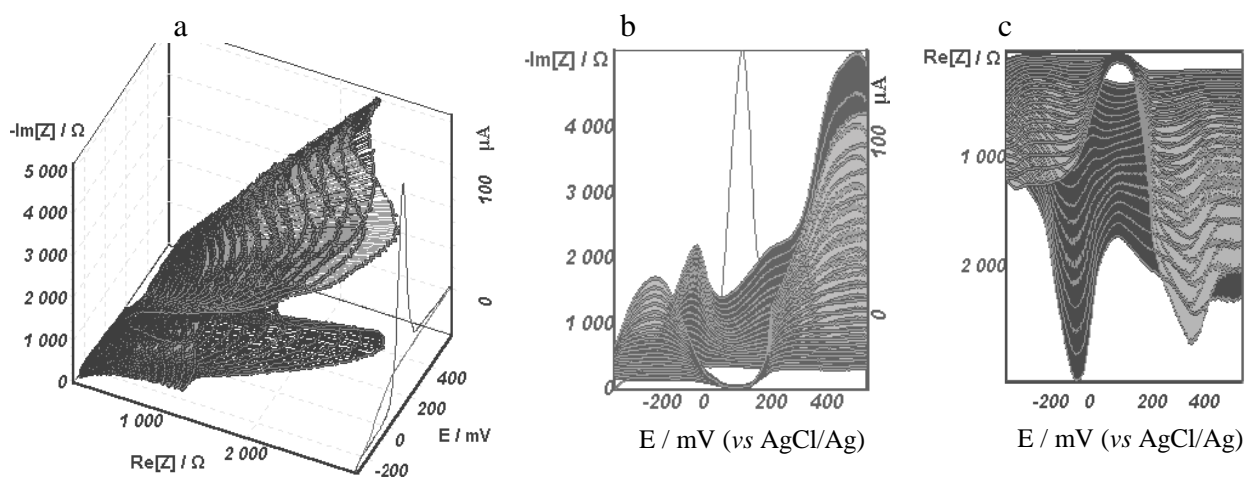 a
-Im[Z] / Ω
5 000
4 000
3 000
2 000
1 000
0
1 000
2 000
Re[Z] / Ω
-200
0
200
400
E / mV
μA
100
0
b
-Im[Z] / Ω
4 000
3 000
2 000
1 000
0
μA
100
0
-200 0 200 400
E / mV (vs AgCl/Ag)
c
Re[Z] / Ω
1 000
2 000
-200 0 200 400
E / mV (vs AgCl/Ag)